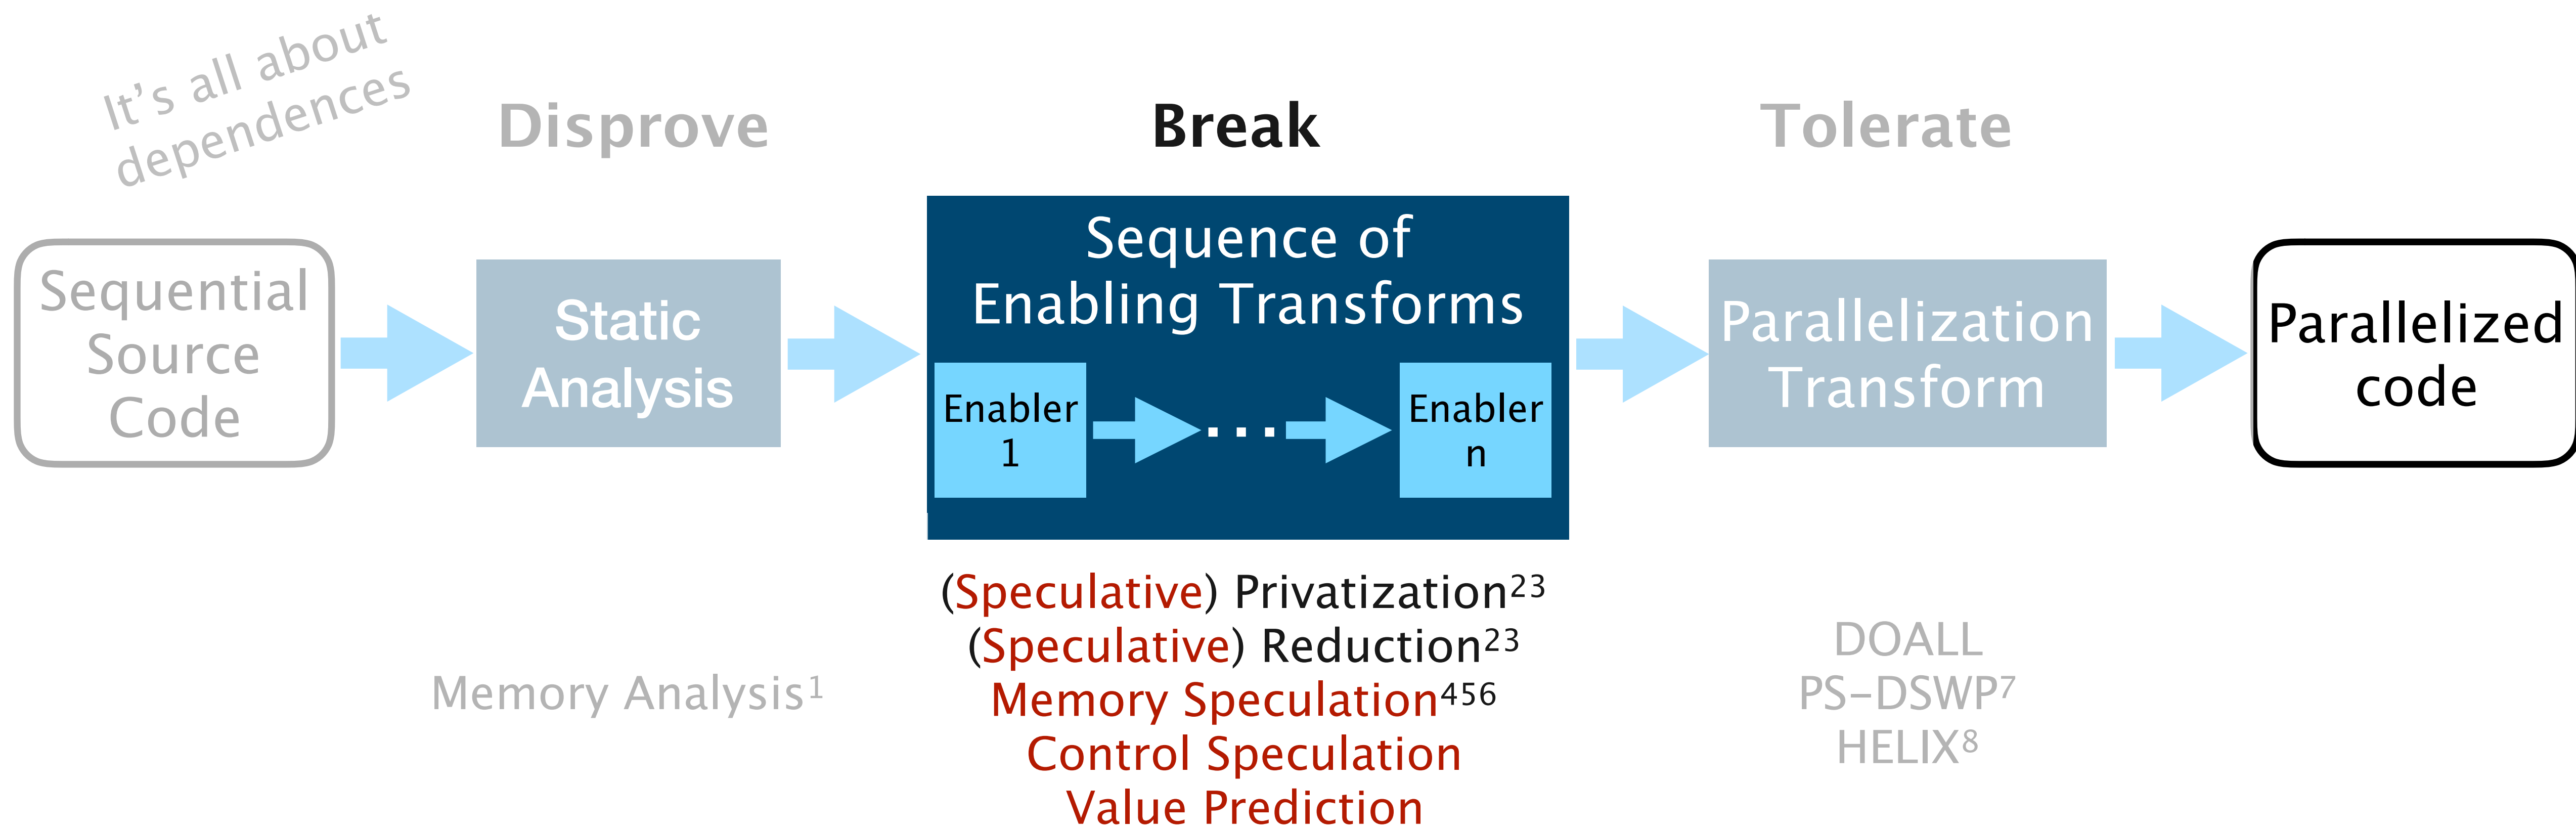 It's all about
dependences
Disprove
Break
Tolerate
Sequential
Source
Code
Static
Analysis
Sequence of
Enabling Transforms
Enabler
1
...
Enabler
n
Parallelization
Transform
Parallelized
code
Memory Analysis¹
(Speculative) Privatization²³
(Speculative) Reduction²³
Memory Speculation⁴⁵⁶
Control Speculation
Value Prediction
DOALL
PS-DSWP⁷
HELIX⁸